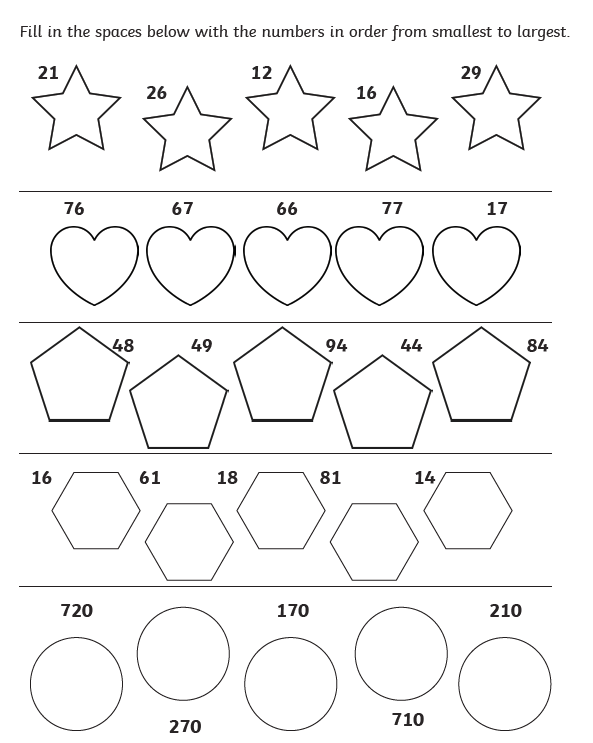 Fill in the spaces below with the numbers in order from smallest to largest.
21 26 12 16 29
76 67 66 77 17
48 49 94 44 84
16 61 18 81 14
720 170 210
270 710